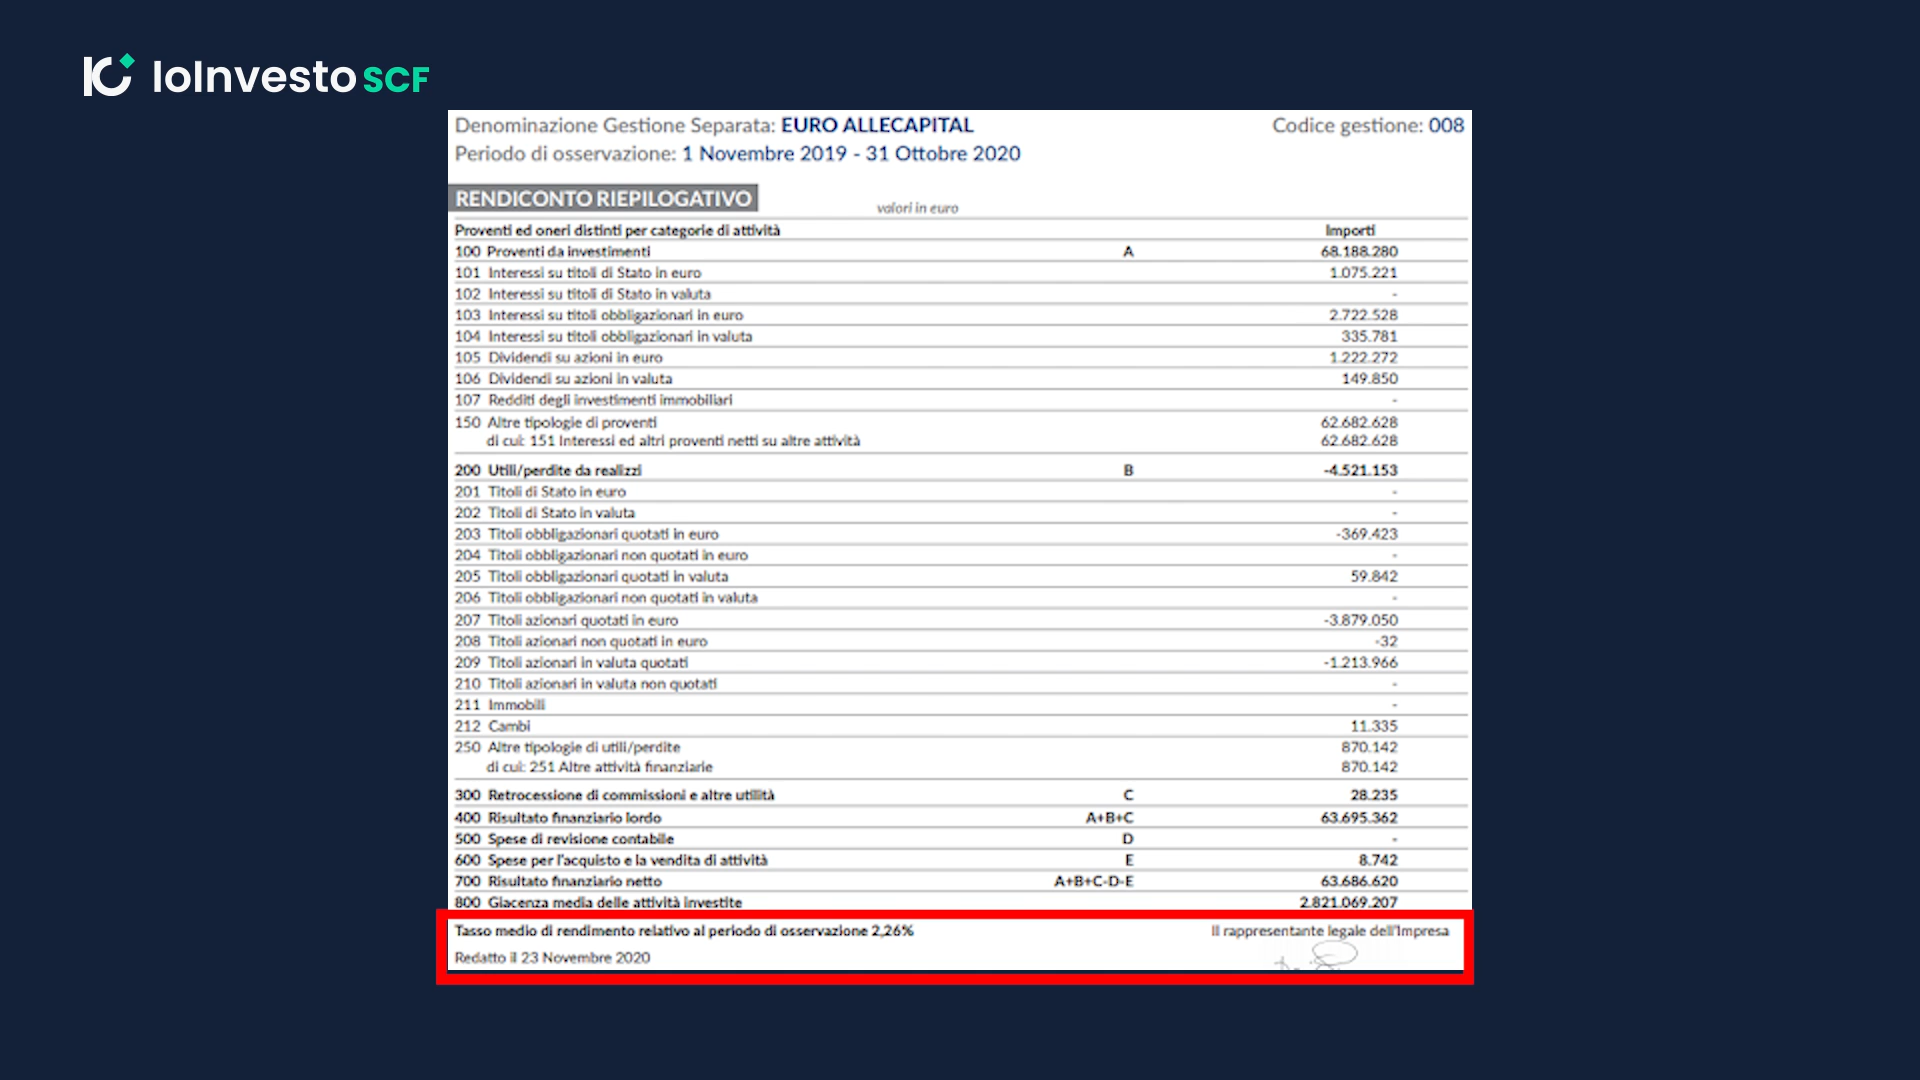 IoInvesto SCF
Denominazione Gestione Separata: EURO ALLECAPITAL Codice gestione: 008
Periodo di osservazione: 1 Novembre 2019 - 31 Ottobre 2020
RENDICONTO RIEPILOGATIVO valori in euro
Proventi ed oneri distinti per categorie di attività Importi
100 Proventi da investimenti A 68.188.280
101 Interessi su titoli di Stato in euro 1.075.221
102 Interessi su titoli di Stato in valuta -
103 Interessi su titoli obbligazionari in euro 2.722.528
104 Interessi su titoli obbligazionari in valuta 335.781
105 Dividendi su azioni in euro 1.222.272
106 Dividendi su azioni in valuta 149.850
107 Redditi degli investimenti immobiliari -
150 Altre tipologie di proventi 62.682.628
di cui: 151 Interessi ed altri proventi netti su altre attività 62.682.628
200 Utili/perdite da realizzi B -4.521.153
201 Titoli di Stato in euro -
202 Titoli di Stato in valuta -
203 Titoli obbligazionari quotati in euro -369.423
204 Titoli obbligazionari non quotati in euro -
205 Titoli obbligazionari quotati in valuta 59.842
206 Titoli obbligazionari non quotati in valuta -
207 Titoli azionari quotati in euro -3.879.050
208 Titoli azionari non quotati in euro -32
209 Titoli azionari in valuta quotati -1.213.966
210 Titoli azionari in valuta non quotati -
211 Immobili -
212 Cambi 11.335
250 Altre tipologie di utili/perdite 870.142
di cui: 251 Altre attività finanziarie 870.142
300 Retrocessione di commissioni e altre utilità C 28.235
400 Risultato finanziario lordo A+B+C 63.695.362
500 Spese di revisione contabile D -
600 Spese per l'acquisto e la vendita di attività E 8.742
700 Risultato finanziario netto A+B+C-D-E 63.686.620
800 Giacenza media delle attività investite 2.821.069.207
Tasso medio di rendimento relativo al periodo di osservazione 2,26% Il rappresentante legale dell'Impresa
Redatto il 23 Novembre 2020